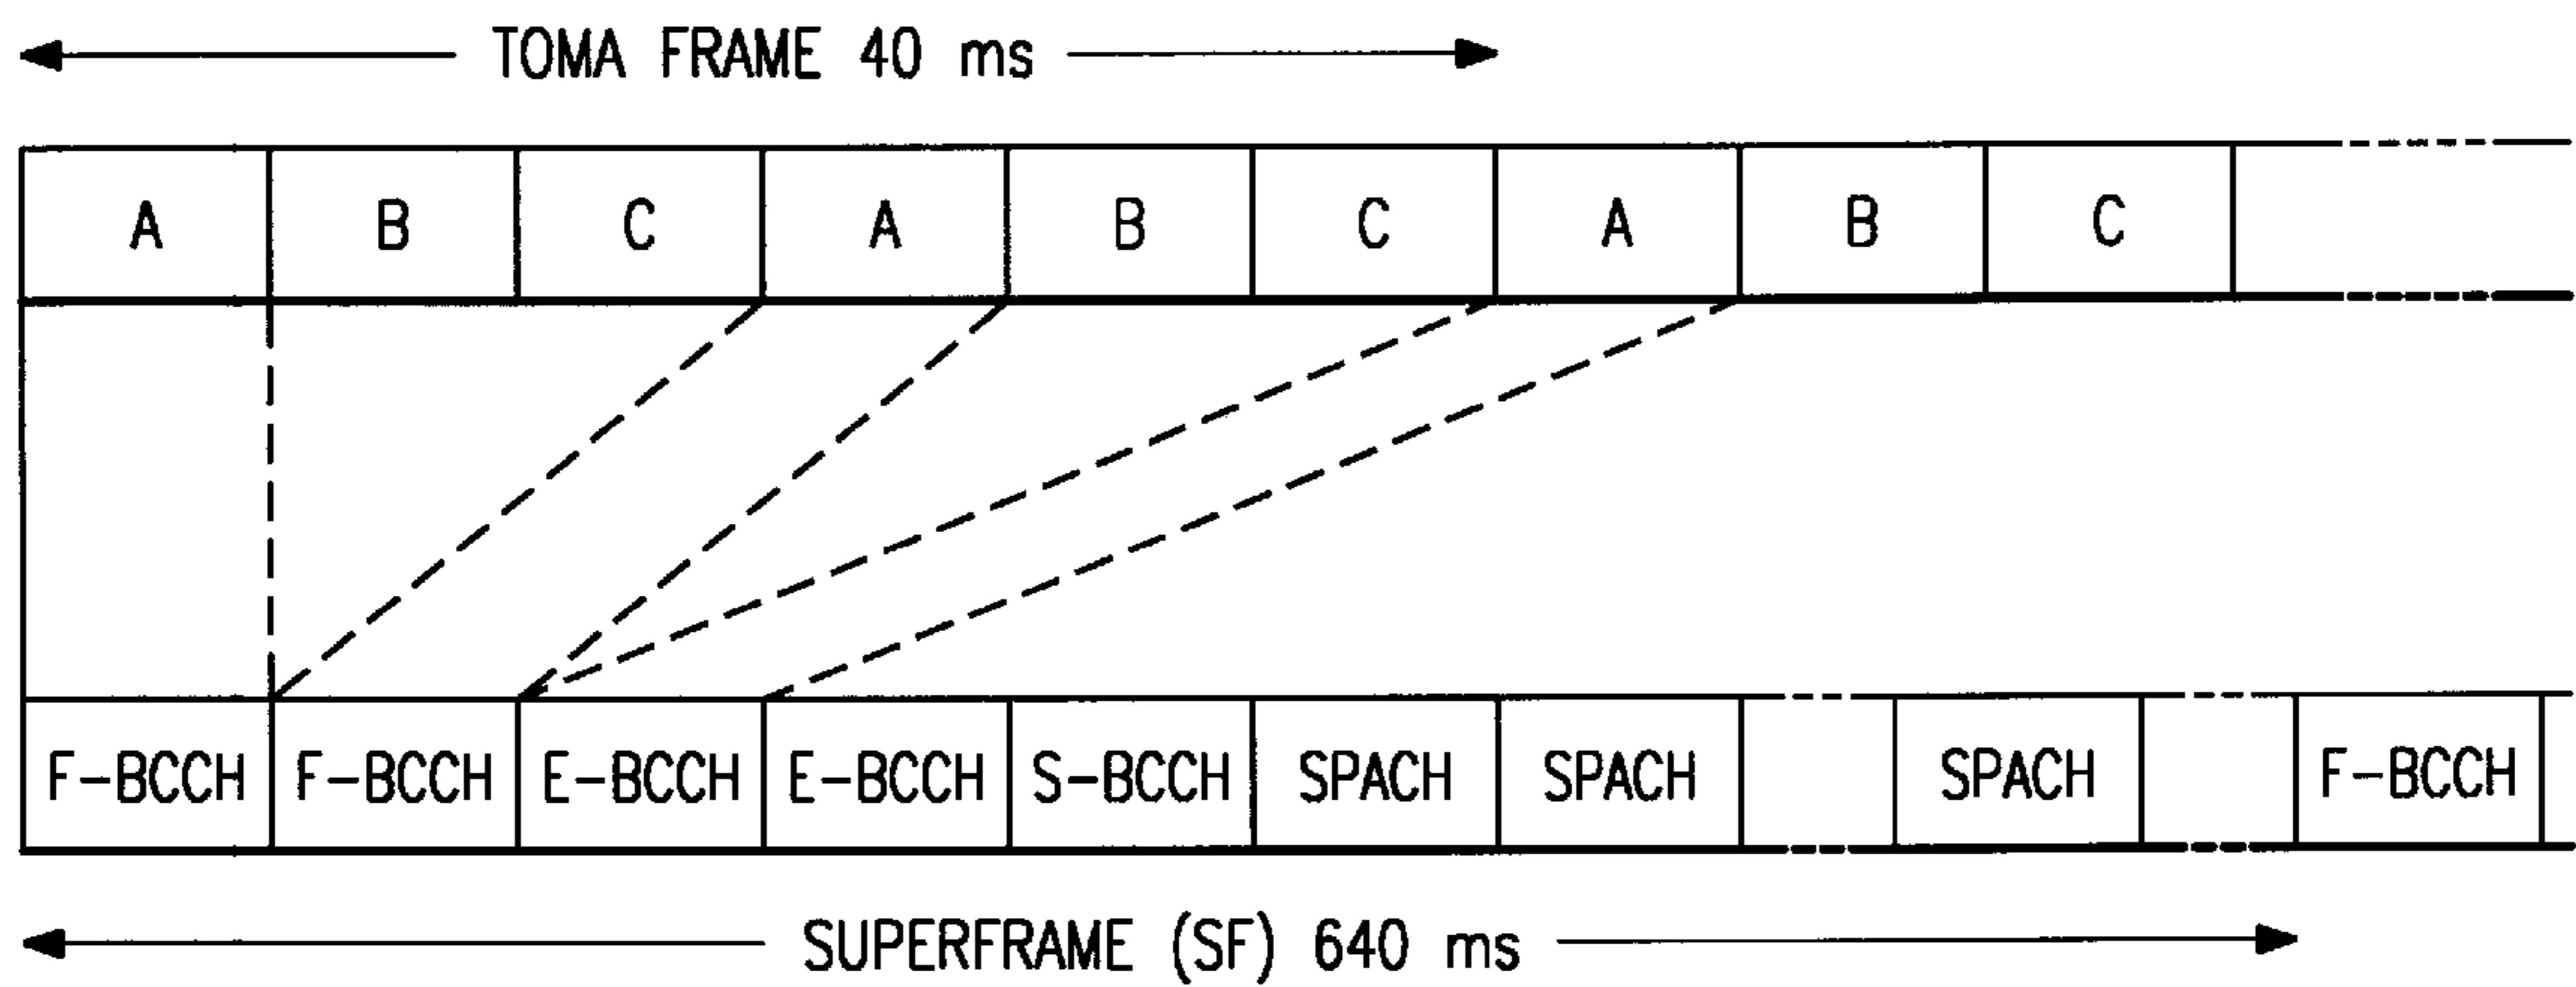 TOMA FRAME 40 ms
A B C A B C A B C
F-BCCH F-BCCH E-BCCH E-BCCH S-BCCH SPACH SPACH SPACH F-BCCH
SUPERFRAME (SF) 640 ms